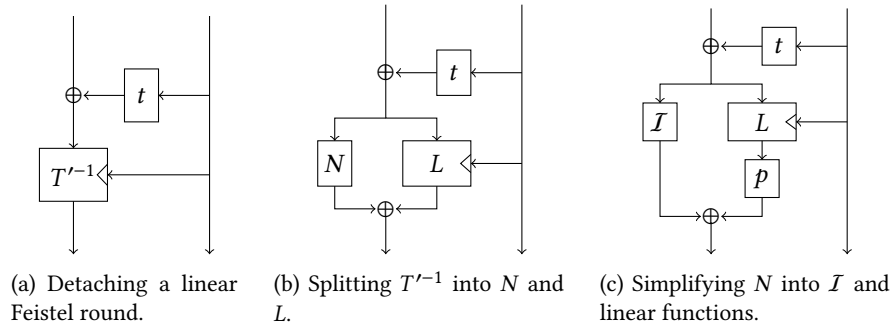 t
T′⁻¹
(a) Detaching a linear
Feistel round.
t
N
L
(b) Splitting T′⁻¹ into N and
L.
t
I
L
p
(c) Simplifying N into I and
linear functions.